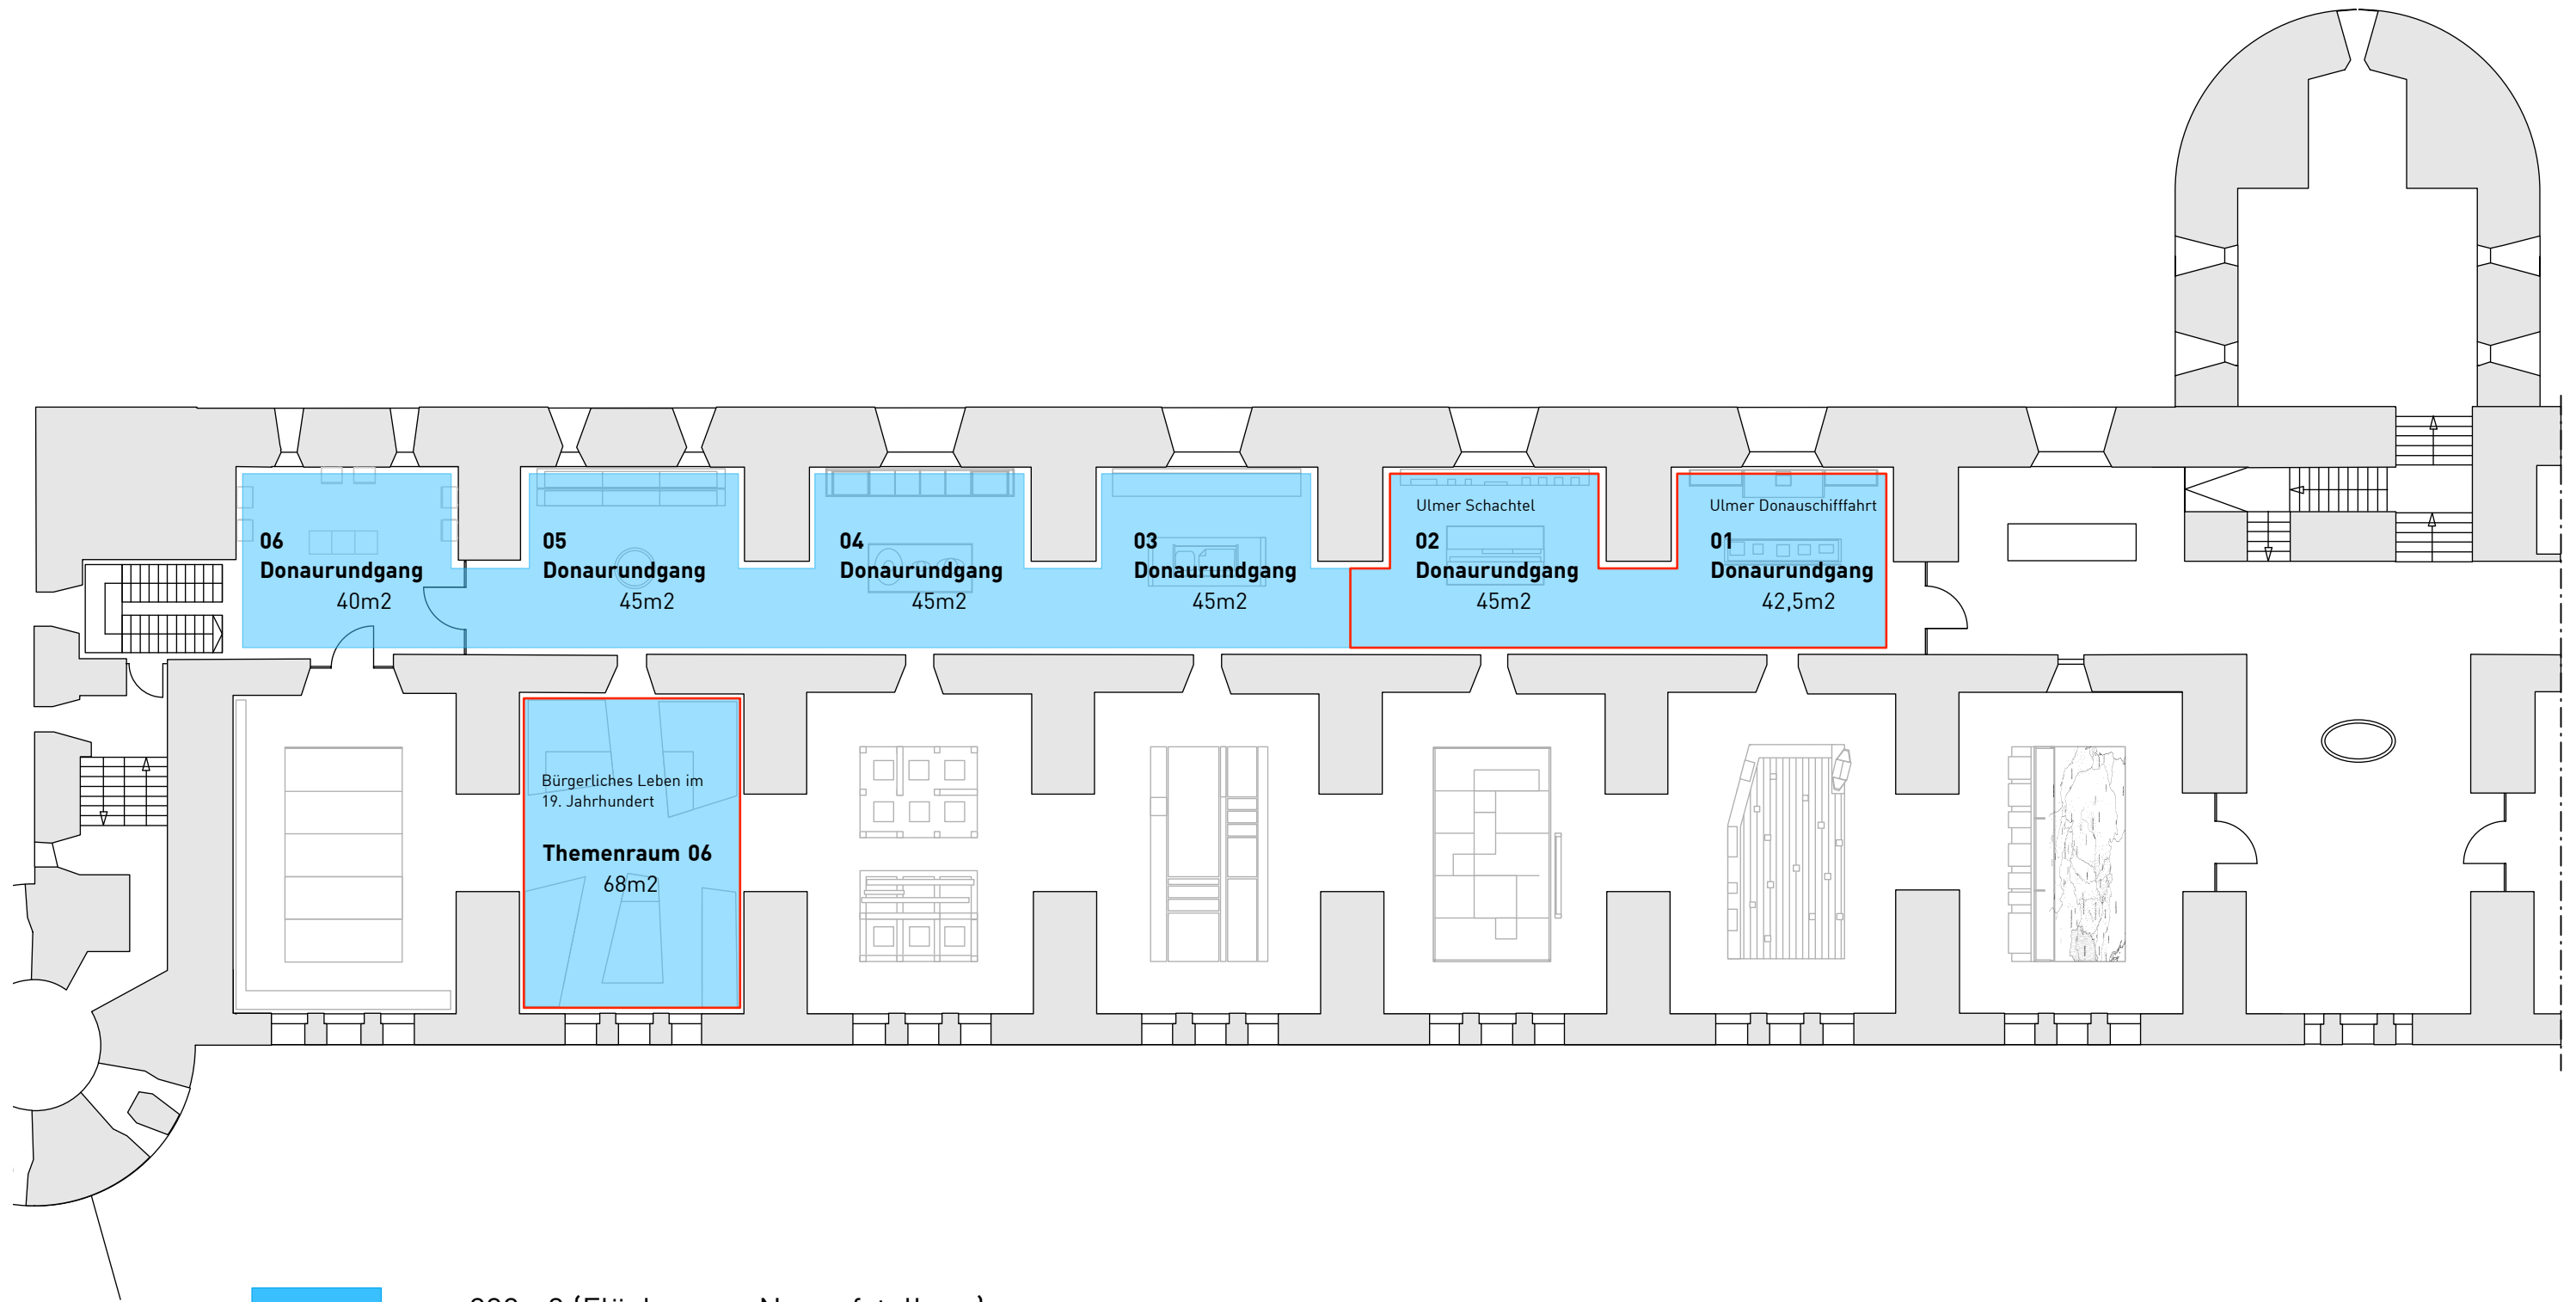 06
Donaurundgang
40m2
05
Donaurundgang
45m2
04
Donaurundgang
45m2
03
Donaurundgang
45m2
Ulmer Schachtel
02
Donaurundgang
45m2
Ulmer Donauschifffahrt
01
Donaurundgang
42,5m2
Bürgerliches Leben im
19. Jahrhundert
Themenraum 06
68m2